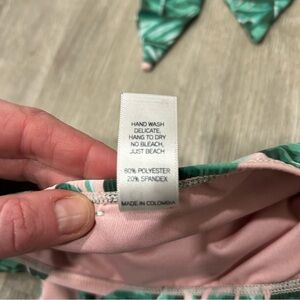 HAND WASH
DELICATE,
HANG TO DRY
NO BLEACH,
JUST BEACH
80% POLYESTER
20% SPANDEX
MADE IN COLOMBIA